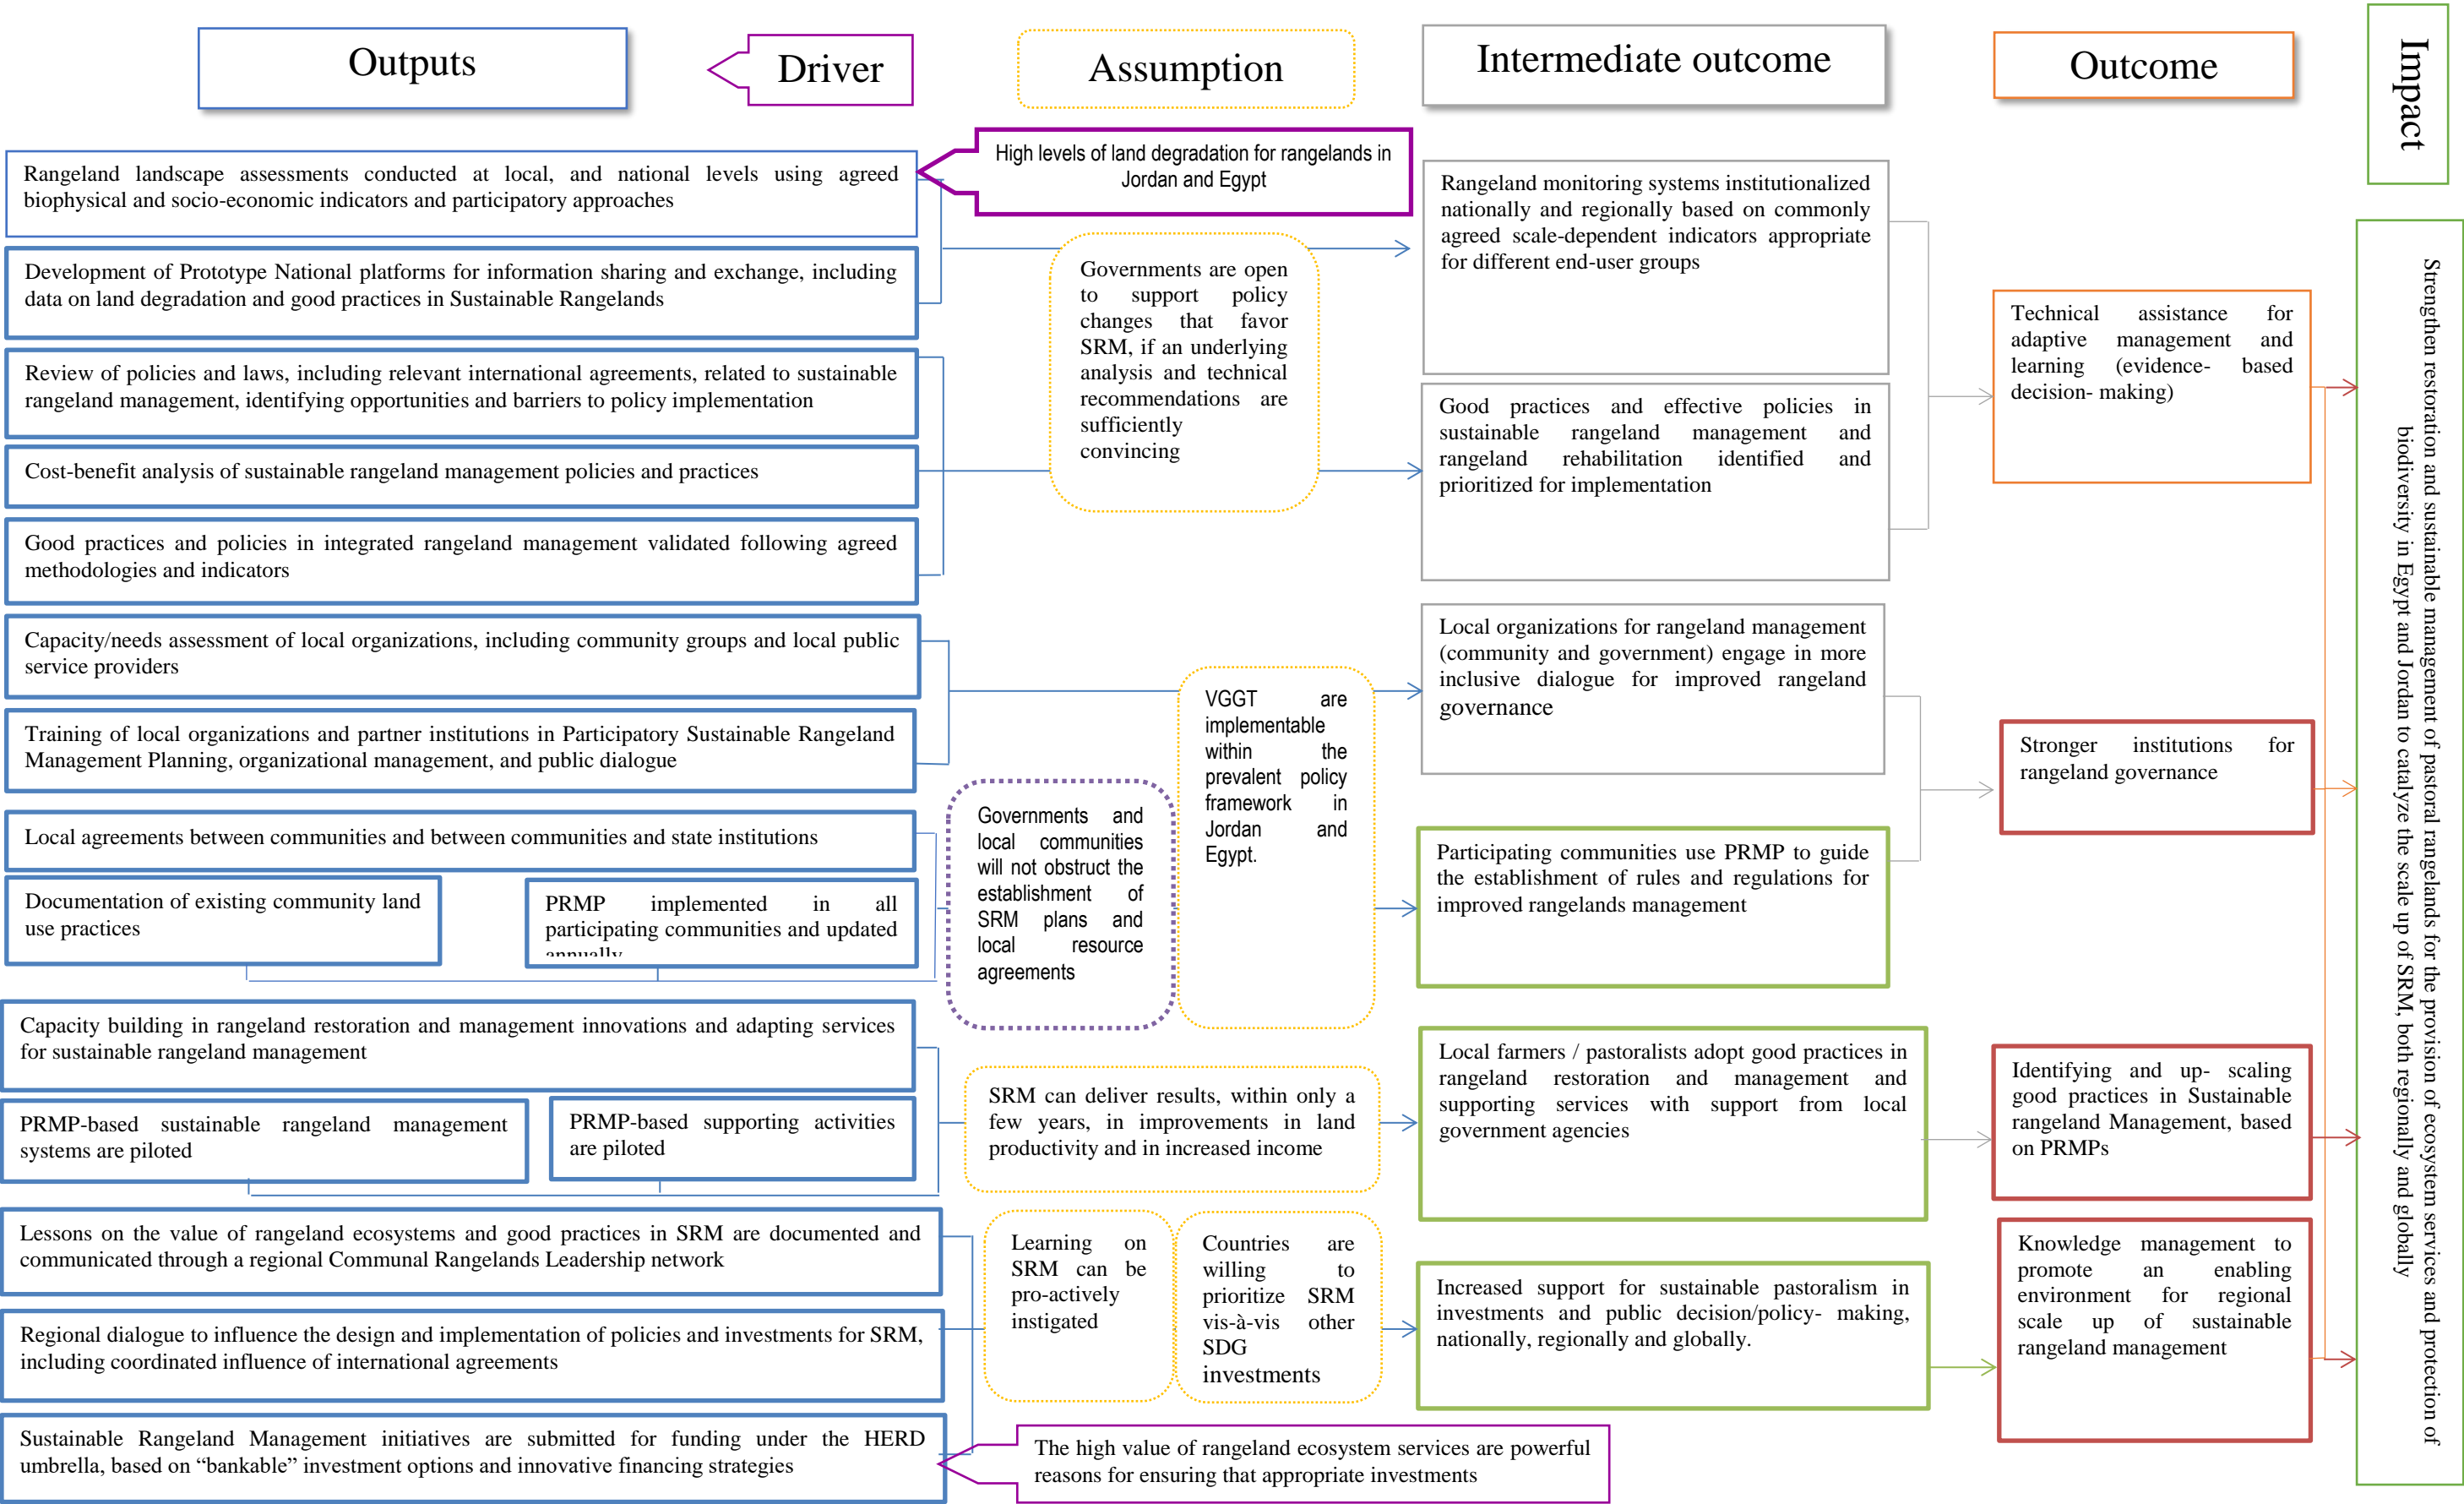 Outputs
Driver
Assumption
Intermediate outcome
Outcome
Impact
Rangeland landscape assessments conducted at local, and national levels using agreed
biophysical and socio-economic indicators and participatory approaches
Development of Prototype National platforms for information sharing and exchange, including
data on land degradation and good practices in Sustainable Rangelands
Review of policies and laws, including relevant international agreements, related to sustainable
rangeland management, identifying opportunities and barriers to policy implementation
Cost-benefit analysis of sustainable rangeland management policies and practices
Good practices and policies in integrated rangeland management validated following agreed
methodologies and indicators
Capacity/needs assessment of local organizations, including community groups and local public
service providers
Training of local organizations and partner institutions in Participatory Sustainable Rangeland
Management Planning, organizational management, and public dialogue
Local agreements between communities and between communities and state institutions
Documentation of existing community land
use practices
PRMP implemented in all
participating communities and updated
annually
Capacity building in rangeland restoration and management innovations and adapting services
for sustainable rangeland management
PRMP-based sustainable rangeland management
systems are piloted
PRMP-based supporting activities
are piloted
Lessons on the value of rangeland ecosystems and good practices in SRM are documented and
communicated through a regional Communal Rangelands Leadership network
Regional dialogue to influence the design and implementation of policies and investments for SRM,
including coordinated influence of international agreements
Sustainable Rangeland Management initiatives are submitted for funding under the HERD
umbrella, based on “bankable” investment options and innovative financing strategies
High levels of land degradation for rangelands in
Jordan and Egypt
Governments are open
to support policy
changes that favor
SRM, if an underlying
analysis and technical
recommendations are
sufficiently
convincing
VGGT are
implementable
within the
prevalent policy
framework in
Jordan and
Egypt.
Governments and
local communities
will not obstruct the
establishment of
SRM plans and
local resource
agreements
SRM can deliver results, within only a
few years, in improvements in land
productivity and in increased income
Learning on
SRM can be
pro-actively
instigated
Countries are
willing to
prioritize SRM
vis-à-vis other
SDG
investments
The high value of rangeland ecosystem services are powerful
reasons for ensuring that appropriate investments
Rangeland monitoring systems institutionalized
nationally and regionally based on commonly
agreed scale-dependent indicators appropriate
for different end-user groups
Good practices and effective policies in
sustainable rangeland management and
rangeland rehabilitation identified and
prioritized for implementation
Local organizations for rangeland management
(community and government) engage in more
inclusive dialogue for improved rangeland
governance
Participating communities use PRMP to guide
the establishment of rules and regulations for
improved rangelands management
Local farmers / pastoralists adopt good practices in
rangeland restoration and management and
supporting services with support from local
government agencies
Increased support for sustainable pastoralism in
investments and public decision/policy- making,
nationally, regionally and globally.
Technical assistance for
adaptive management and
learning (evidence- based
decision- making)
Stronger institutions for
rangeland governance
Identifying and up- scaling
good practices in Sustainable
rangeland Management, based
on PRMPs
Knowledge management to
promote an enabling
environment for regional
scale up of sustainable
rangeland management
Strengthen restoration and sustainable management of pastoral rangelands for the provision of ecosystem services and protection of
biodiversity in Egypt and Jordan to catalyze the scale up of SRM, both regionally and globally